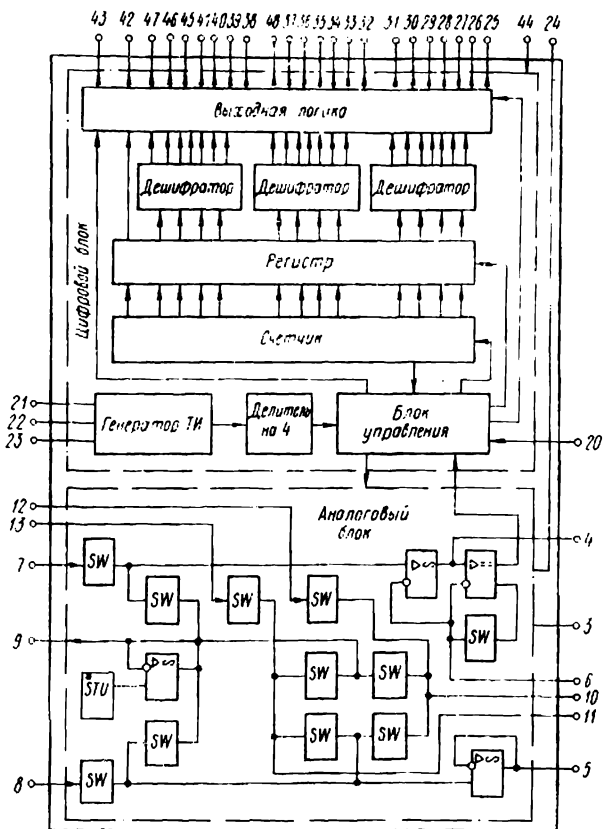 43 42 47 46 45 41 40 39 38 48 37 36 35 34 33 32 31 30 29 28 27 26 25 44 24
Выходная логика
Дешифратор Дешифратор Дешифратор
Регистр
Цифровой блок
Счетчик
21
22
23
Генератор ТИ
Делитель на 4
Блок управления
20
12
13
Аналоговый блок
4
7
SW
SW
SW
SW
SW
3
9
6
STU
SW
SW
10
11
SW
SW
SW
8
SW
5